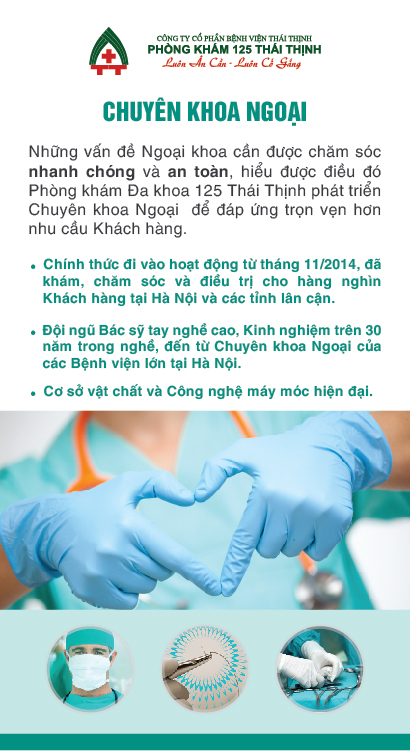 CÔNG TY CỔ PHẦN BỆNH VIỆN THÁI THỊNH
PHÒNG KHÁM 125 THÁI THỊNH
Luôn Ân Cần - Luôn Cố Gắng
CHUYÊN KHOA NGOẠI
Những vấn đề Ngoại khoa cần được chăm sóc
nhanh chóng và an toàn, hiểu được điều đó
Phòng khám Đa khoa 125 Thái Thịnh phát triển
Chuyên khoa Ngoại để đáp ứng trọn vẹn hơn
nhu cầu Khách hàng.
• Chính thức đi vào hoạt động từ tháng 11/2014, đã
khám, chăm sóc và điều trị cho hàng nghìn
Khách hàng tại Hà Nội và các tỉnh lân cận.
• Đội ngũ Bác sỹ tay nghề cao, Kinh nghiệm trên 30
năm trong nghề, đến từ Chuyên khoa Ngoại của
các Bệnh viện lớn tại Hà Nội.
• Cơ sở vật chất và Công nghệ máy móc hiện đại.